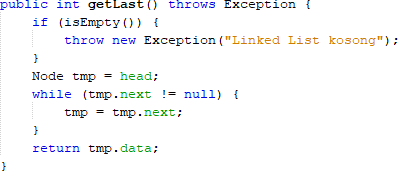 public int getLast() throws Exception {
    if (isEmpty()) {
        throw new Exception("Linked List kosong");
    }
    Node tmp = head;
    while (tmp.next != null) {
        tmp = tmp.next;
    }
    return tmp.data;
}